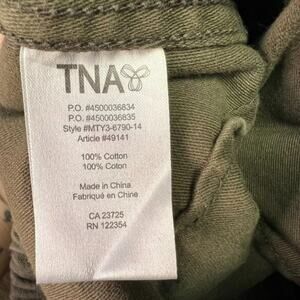 TNA
P.O. #4500036834
P.O. #4500036835
Style #MTY3-6790-14
Article #49141
100% Cotton
100% Cotton
Made in China
Fabriqué en Chine
CA 23725
RN 122354